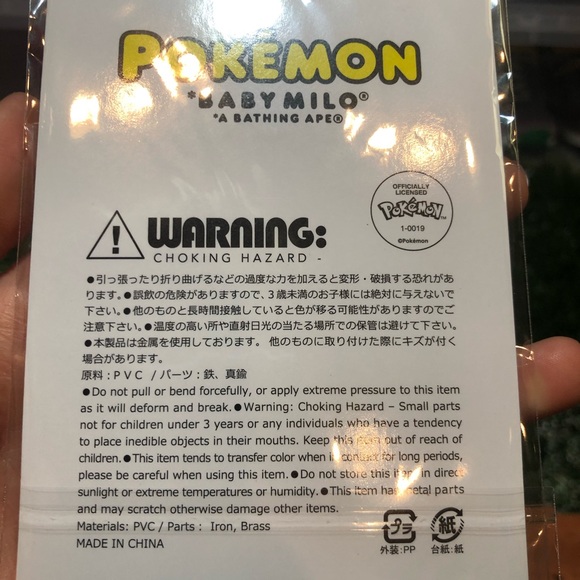 POKÉMON
*BABY MILO®
*A BATHING APE®
OFFICIALLY
LICENSED
Pokémon™
1-0019
©Pokémon
WARNING:
CHOKING HAZARD -
●引っ張ったり折り曲げるなどの過度な力を加えると変形・破損する恐れがあ
ります。●誤飲の危険がありますので、3歳未満のお子様には絶対に与えないで
下さい。●他のものと長時間接触していると色が移る可能性がありますのでご
注意下さい。●温度の高い所や直射日光の当たる場所での保管は避けて下さい。
●本製品は金属を使用しております。 他のものに取り付けた際にキズが付く
場合があります。
原料：PVC / パーツ：鉄、真鍮
●Do not pull or bend forcefully, or apply extreme pressure to this item
as it will deform and break.●Warning: Choking Hazard – Small parts
not for children under 3 years or any individuals who have a tendency
to place inedible objects in their mouths. Keep this item out of reach of
children.●This item tends to transfer color when in contact for long periods,
please be careful when using this item.●Do not store this item in direct
sunlight or extreme temperatures or humidity.●This item has metal parts
and may scratch otherwise damage other items.
Materials: PVC / Parts : Iron, Brass
MADE IN CHINA
プラ
外装:PP
紙
台紙:紙